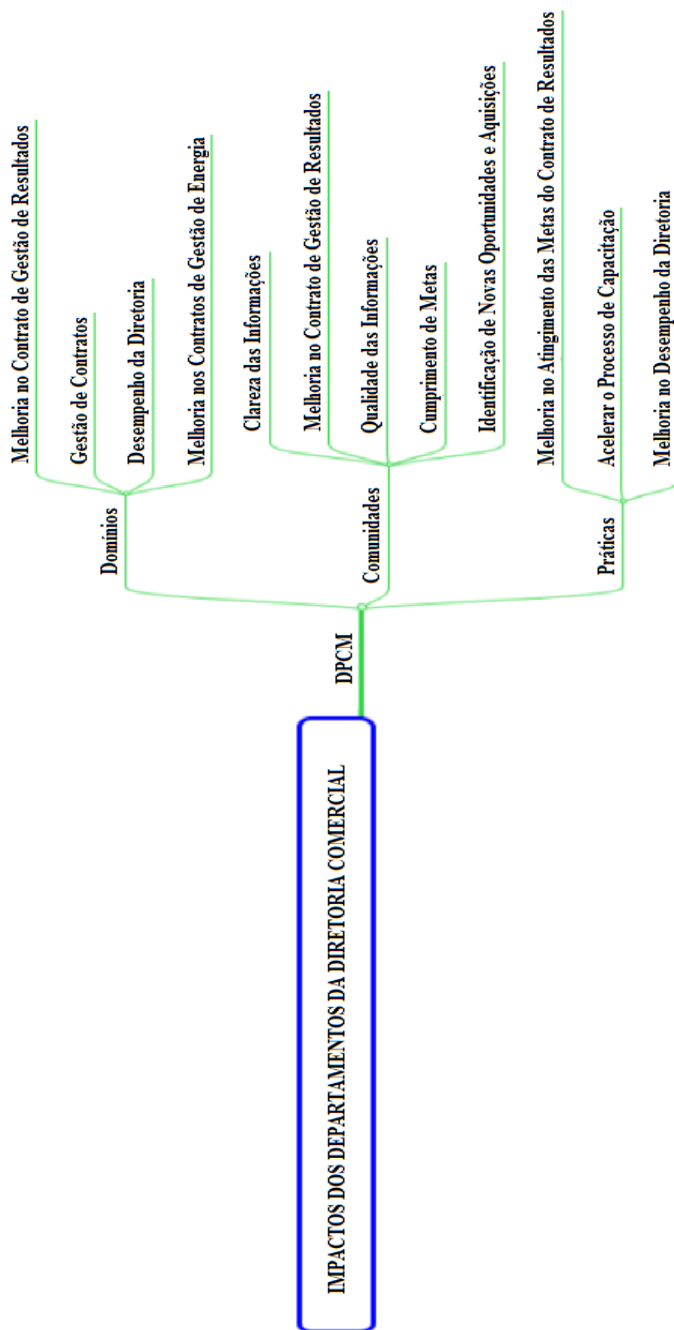 IMPACTOS DOS DEPARTAMENTOS DA DIRETORIA COMERCIAL
DPCM
Domínios
Melhoria no Contrato de Gestão de Resultados
Gestão de Contratos
Desempenho da Diretoria
Melhoria nos Contratos de Gestão de Energia
Comunidades
Clareza das Informações
Melhoria no Contrato de Gestão de Resultados
Qualidade das Informações
Cumprimento de Metas
Identificação de Novas Oportunidades e Aquisições
Práticas
Melhoria no Atingimento das Metas do Contrato de Resultados
Acelerar o Processo de Capacitação
Melhoria no Desempenho da Diretoria